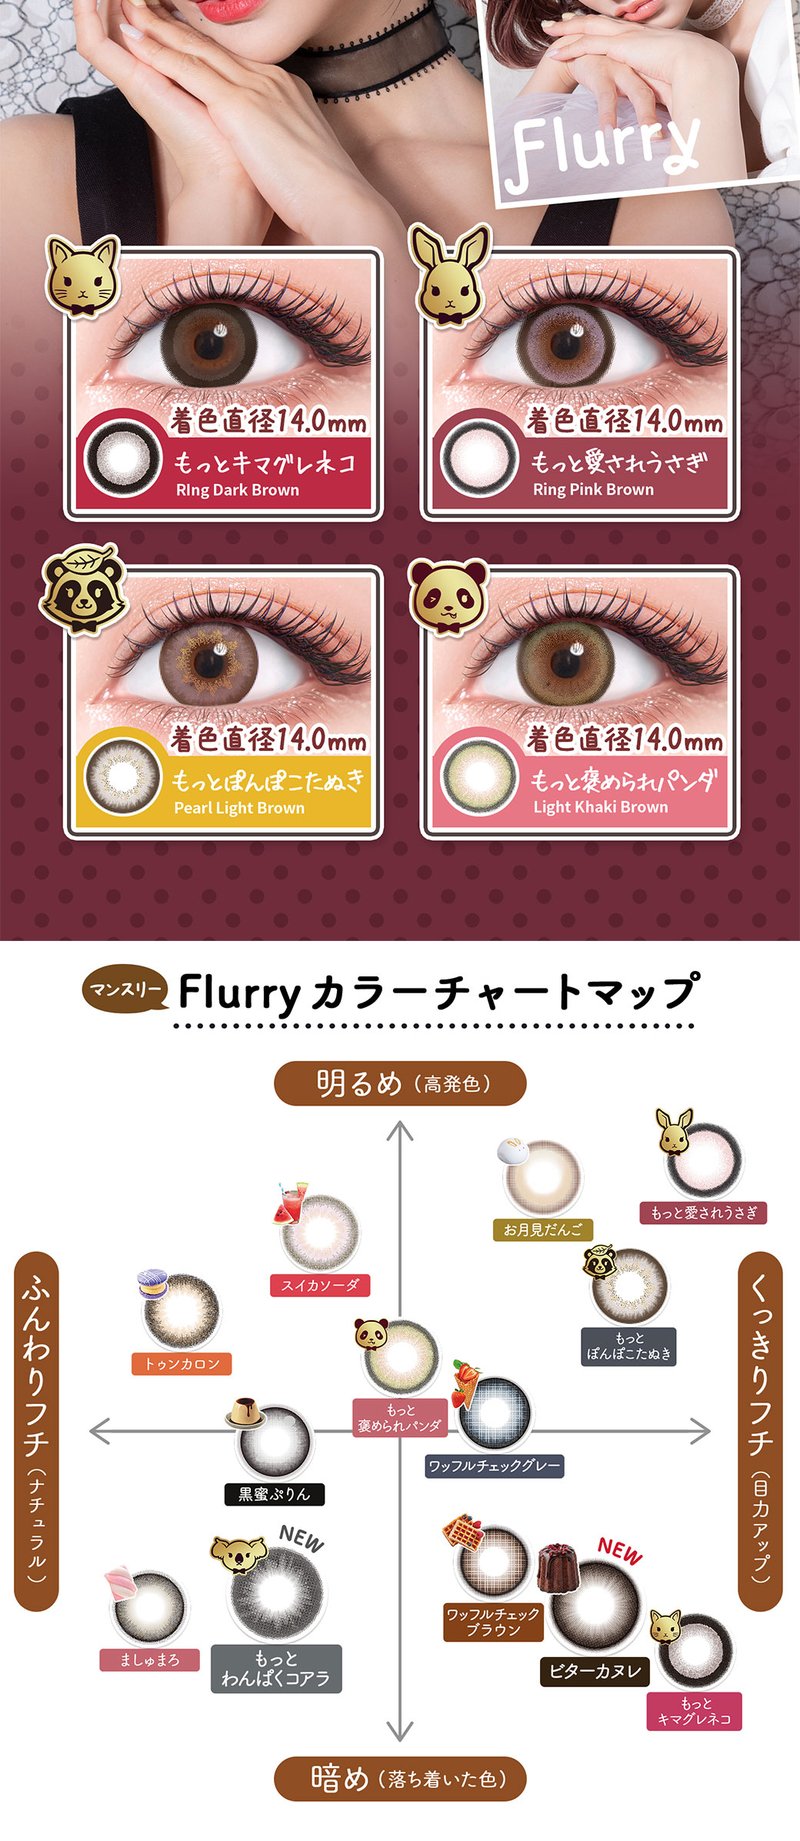 Flurry
着色直径14.0mm
もっとキマグレネコ
RIng Dark Brown
着色直径14.0mm
もっと愛されうさぎ
Ring Pink Brown
着色直径14.0mm
もっとぽんぽこたぬき
Pearl Light Brown
着色直径14.0mm
もっと褒められパンダ
Light Khaki Brown
マンスリー
Flurry カラーチャートマップ
明るめ（高発色）
もっと愛されうさぎ
お月見だんご
スイカソーダ
もっと
ぽんぽこたぬき
トゥンカロン
もっと
褒められパンダ
ふんわりフチ（ナチュラル）
くっきりフチ（目力アップ）
ワッフルチェックグレー
黒蜜ぷりん
NEW
NEW
ワッフルチェック
ブラウン
ましゅまろ
もっと
わんぱくコアラ
ビターカヌレ
もっと
キマグレネコ
暗め（落ち着いた色）